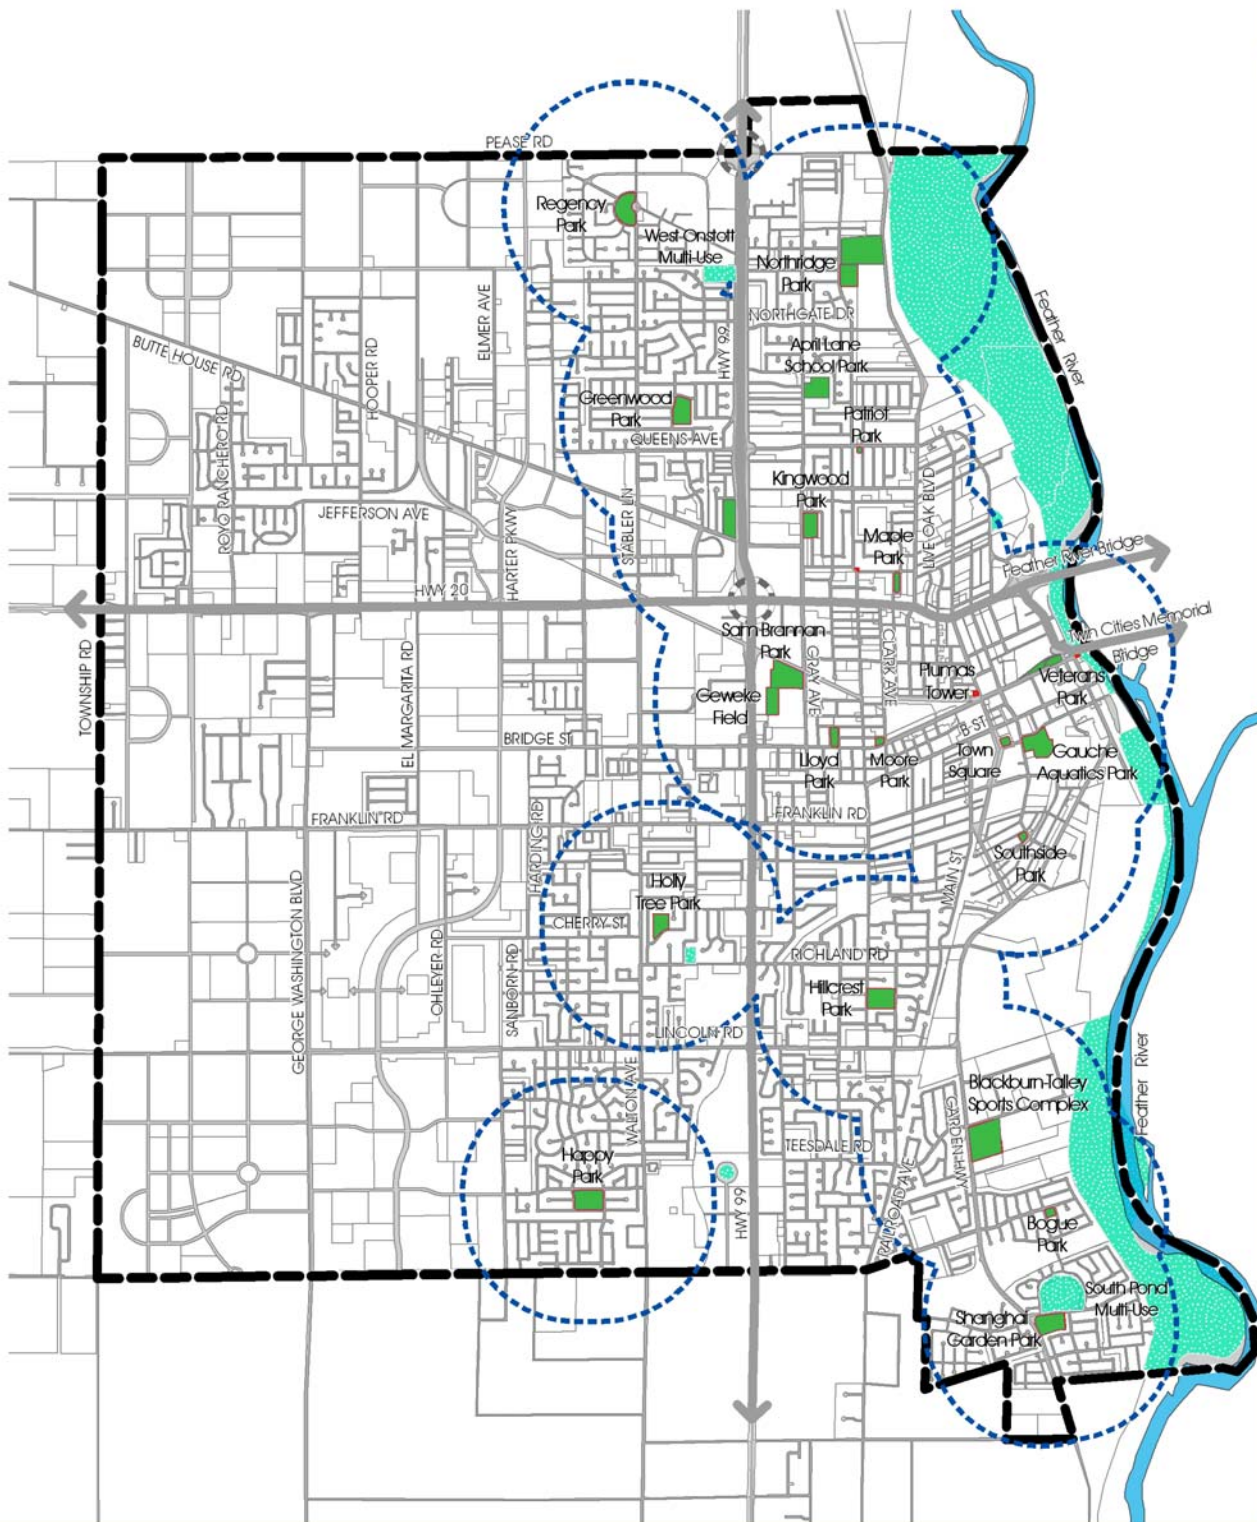 PEASE RD
Regency
Park
West Onstott
Multi-Use
Northridge
Park
NORTHGATE DR
Feather River
BUTTE HOUSE RD
ELMER AVE
HOOPER RD
HWY 99
April Lane
School Park
Greenwood
Park
Patriot
Park
QUEENS AVE
ROYO RANCHERO RD
JEFFERSON AVE
HARTER PKWY
STABLER LN
Kingwood
Park
LIVE OAK BLVD
Maple
Park
Feather River Bridge
HWY 20
Twin Cities Memorial
Bridge
TOWNSHIP RD
EL MARGARITA RD
Sam Brannan
Park
GRAY AVE
CLARK AVE
Plumas
Tower
Veterans
Park
Geweke
Field
B ST
BRIDGE ST
Lloyd
Park
Moore
Park
Town
Square
Gauche
Aquatics Park
FRANKLIN RD
FRANKLIN RD
HARDING RD
MAIN ST
Southside
Park
GEORGE WASHINGTON BLVD
Holly
Tree Park
CHERRY ST
OHLEYER RD
SANBORN RD
RICHLAND RD
Hillcrest
Park
LINCOLN RD
Feather River
Blackburn-Talley
Sports Complex
WALTON AVE
GARDEN HWY
TEESDALE RD
Happy
Park
HWY 99
RAILROAD AVE
Bogue
Park
South Pond
Multi-Use
Shanghai
Garden Park